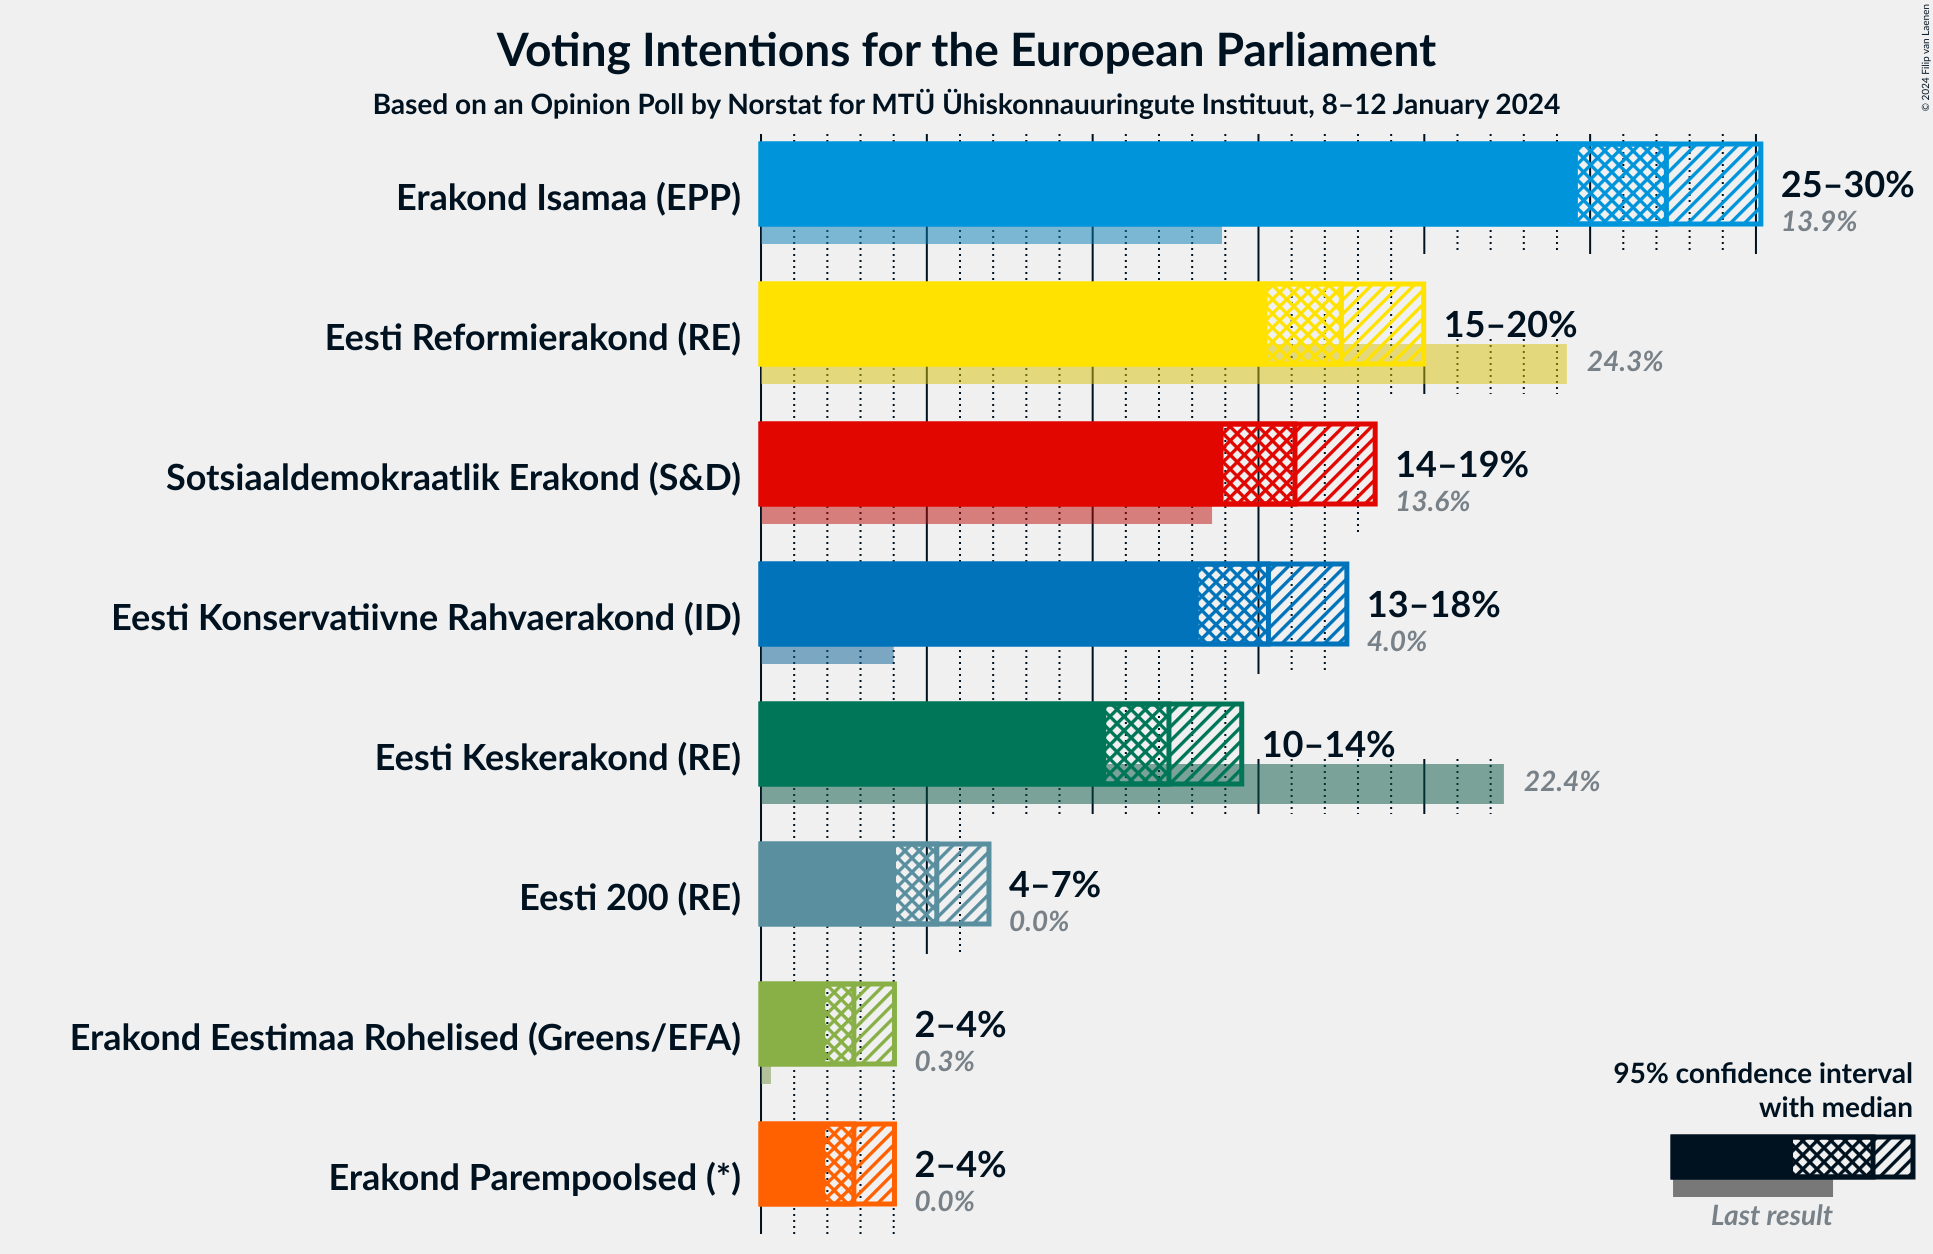 Voting Intentions for the European Parliament
Based on an Opinion Poll by Norstat for MTÜ Ühiskonnauuringute Instituut, 8–12 January 2024
© 2024 Filip van Laenen
Erakond Isamaa (EPP)
25–30%
13.9%
Eesti Reformierakond (RE)
15–20%
24.3%
Sotsiaaldemokraatlik Erakond (S&D)
14–19%
13.6%
Eesti Konservatiivne Rahvaerakond (ID)
13–18%
4.0%
Eesti Keskerakond (RE)
10–14%
22.4%
Eesti 200 (RE)
4–7%
0.0%
Erakond Eestimaa Rohelised (Greens/EFA)
2–4%
0.3%
Erakond Parempoolsed (*)
2–4%
0.0%
95% confidence interval
with median
Last result